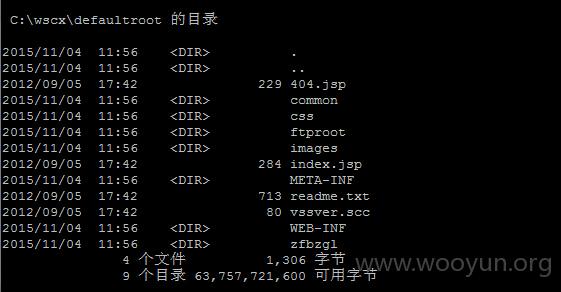 C:\wscx\defaultroot 的目录
2015/11/04 11:56 <DIR> .
2015/11/04 11:56 <DIR> ..
2012/09/05 17:42 229 404.jsp
2015/11/04 11:56 <DIR> common
2015/11/04 11:56 <DIR> css
2015/11/04 11:56 <DIR> ftproot
2015/11/04 11:56 <DIR> images
2012/09/05 17:42 284 index.jsp
2015/11/04 11:56 <DIR> META-INF
2012/09/05 17:42 713 readme.txt
2012/09/05 17:42 80 vssver.scc
2015/11/04 11:56 <DIR> WEB-INF
2015/11/04 11:56 <DIR> zfbzgl
4 个文件 1,306 字节
9 个目录 63,757,721,600 可用字节
www.wooyun.org